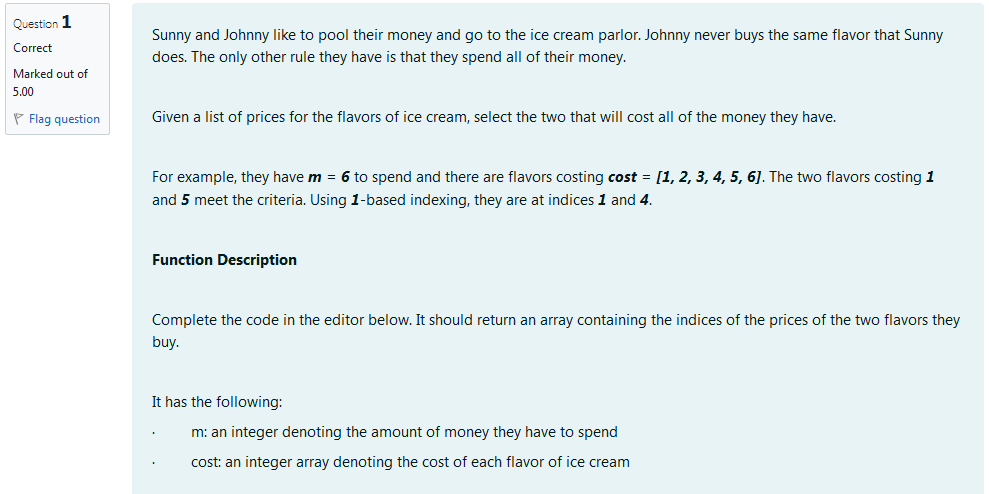 Question 1
Correct
Marked out of
5.00
Flag question
Sunny and Johnny like to pool their money and go to the ice cream parlor. Johnny never buys the same flavor that Sunny
does. The only other rule they have is that they spend all of their money.
Given a list of prices for the flavors of ice cream, select the two that will cost all of the money they have.
For example, they have m = 6 to spend and there are flavors costing cost = [1, 2, 3, 4, 5, 6]. The two flavors costing 1
and 5 meet the criteria. Using 1-based indexing, they are at indices 1 and 4.
Function Description
Complete the code in the editor below. It should return an array containing the indices of the prices of the two flavors they
buy.
It has the following:
· m: an integer denoting the amount of money they have to spend
· cost: an integer array denoting the cost of each flavor of ice cream